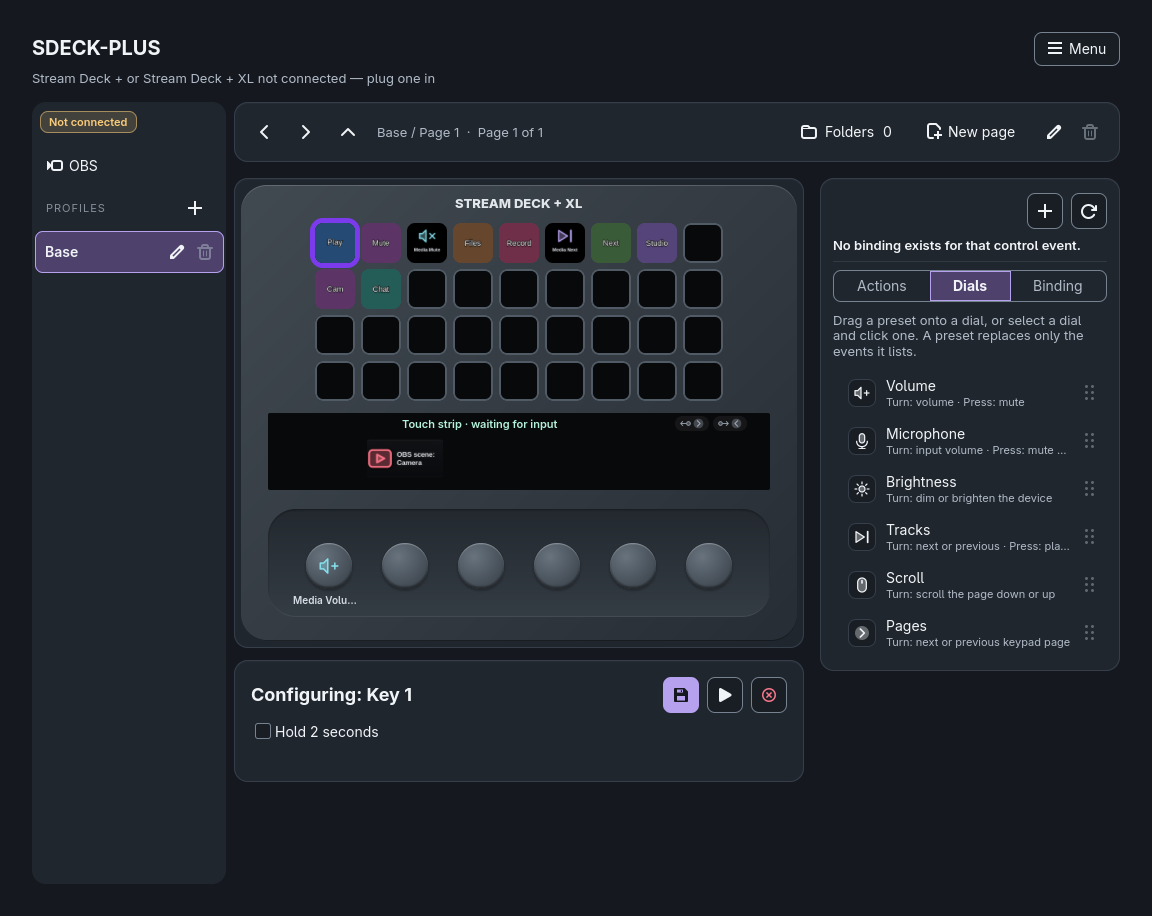 SDECK-PLUS
Menu
Stream Deck + or Stream Deck + XL not connected — plug one in
Not connected
OBS
PROFILES
Base
Base / Page 1 · Page 1 of 1
Folders 0
New page
STREAM DECK + XL
Play
Mute
Media Mute
Files
Record
Media Next
Next
Studio
Cam
Chat
Touch strip · waiting for input
OBS scene:
Camera
Media Volu...
Configuring: Key 1
Hold 2 seconds
No binding exists for that control event.
Actions
Dials
Binding
Drag a preset onto a dial, or select a dial
and click one. A preset replaces only the
events it lists.
Volume
Turn: volume · Press: mute
Microphone
Turn: input volume · Press: mute ...
Brightness
Turn: dim or brighten the device
Tracks
Turn: next or previous · Press: pla...
Scroll
Turn: scroll the page down or up
Pages
Turn: next or previous keypad page